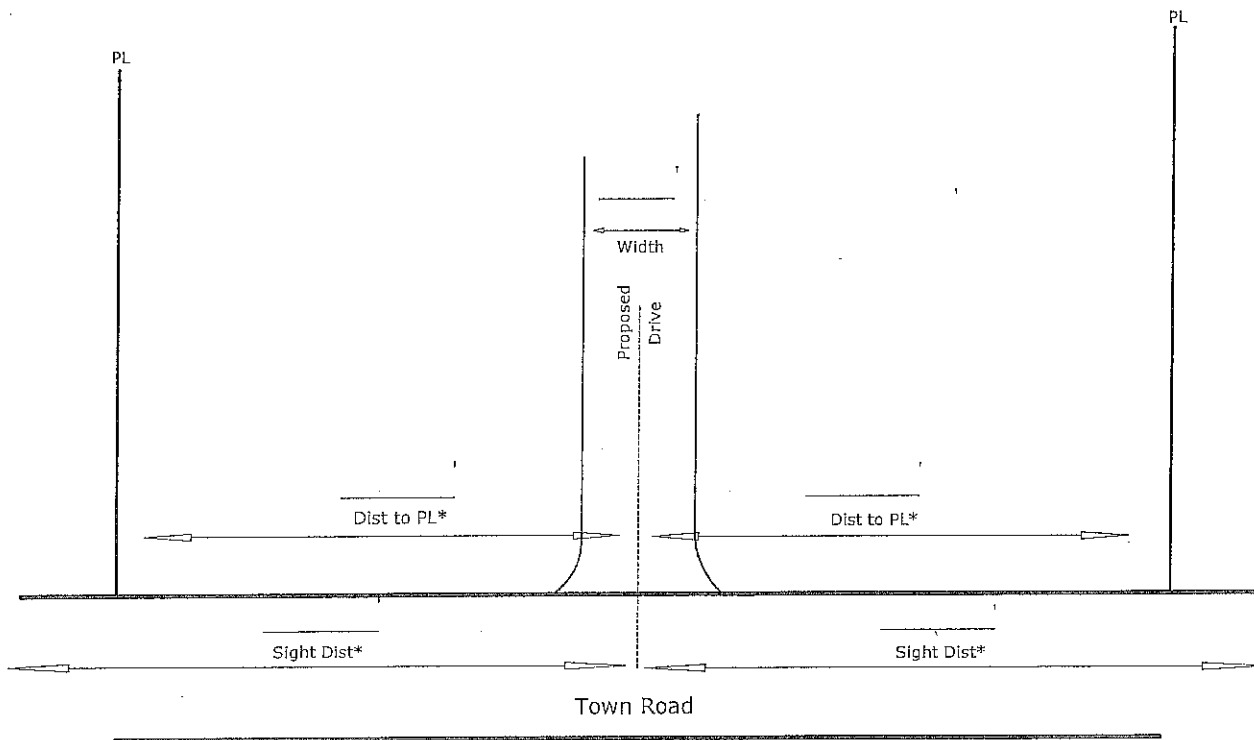 PL
PL
Width
Proposed
Drive
Dist to PL*
Dist to PL*
Sight Dist*
Sight Dist*
Town Road